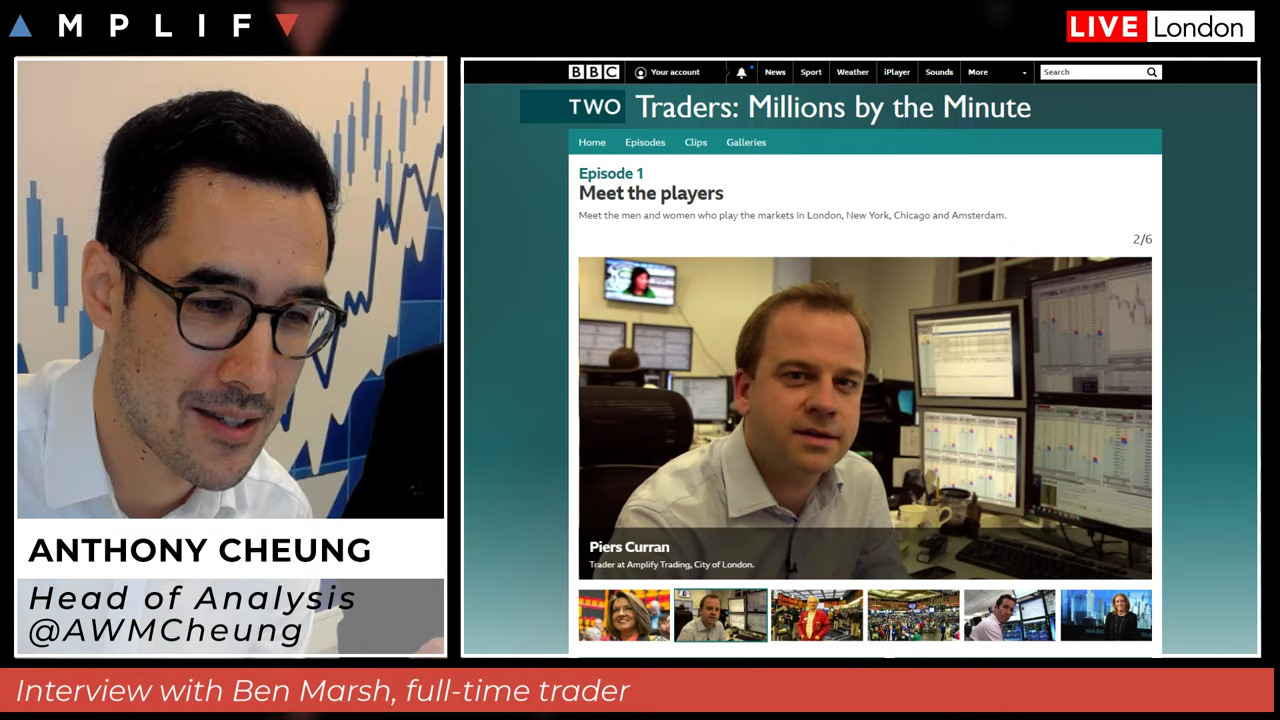 MPLIF
LIVE London
BBC Your account News Sport Weather iPlayer Sounds More Search
TWO Traders: Millions by the Minute
Home Episodes Clips Galleries
Episode 1
Meet the players
Meet the men and women who play the markets in London, New York, Chicago and Amsterdam.
2/6
Piers Curran
Trader at Amplify Trading, City of London.
ANTHONY CHEUNG
Head of Analysis
@AWMCheung
Interview with Ben Marsh, full-time trader